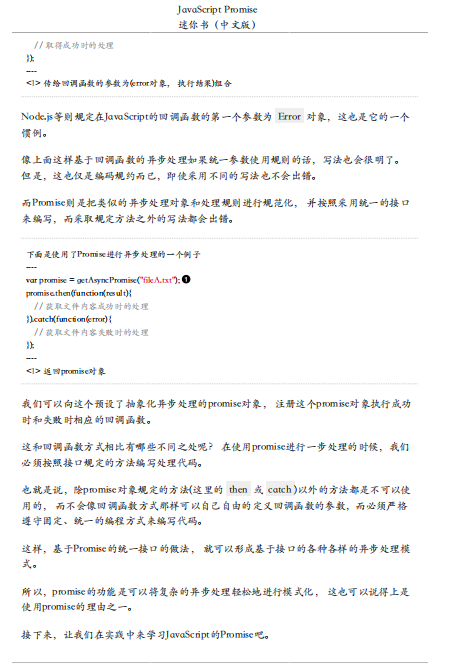 JavaScript Promise
迷你书（中文版）
// 取得成功时的处理
});
----
<1> 传给回调函数的参数为(error对象， 执行结果)组合
Node.js等则规定在JavaScript的回调函数的第一个参数为 Error 对象，这也是它的一个
惯例。
像上面这样基于回调函数的异步处理如果统一参数使用规则的话，写法也会很明了。
但是，这也仅是编码规约而已，即使采用不同的写法也不会出错。
而Promise则是把类似的异步处理对象和处理规则进行规范化， 并按照采用统一的接口
来编写，而采取规定方法之外的写法都会出错。
下面是使用了Promise进行异步处理的一个例子
----
var promise = getAsyncPromise("fileA.txt"); ❶
promise.then(function(result){
// 获取文件内容成功时的处理
}).catch(function(error){
// 获取文件内容失败时的处理
});
----
<1> 返回promise对象
我们可以向这个预设了抽象化异步处理的promise对象， 注册这个promise对象执行成功
时和失败时相应的回调函数。
这和回调函数方式相比有哪些不同之处呢？ 在使用promise进行一步处理的时候，我们
必须按照接口规定的方法编写处理代码。
也就是说，除promise对象规定的方法(这里的 then 或 catch)以外的方法都是不可以使
用的， 而不会像回调函数方式那样可以自己自由的定义回调函数的参数，而必须严格
遵守固定、统一的编程方式来编写代码。
这样，基于Promise的统一接口的做法， 就可以形成基于接口的各种各样的异步处理模
式。
所以，promise的功能是可以将复杂的异步处理轻松地进行模式化， 这也可以说得上是
使用promise的理由之一。
接下来，让我们在实践中来学习JavaScript的Promise吧。